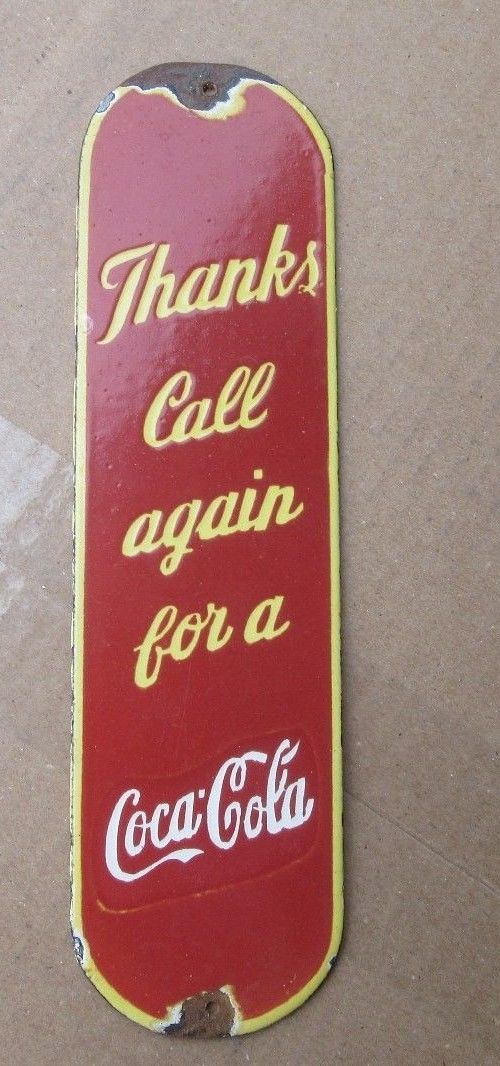 Thanks
Call
again
for a
Coca-Cola